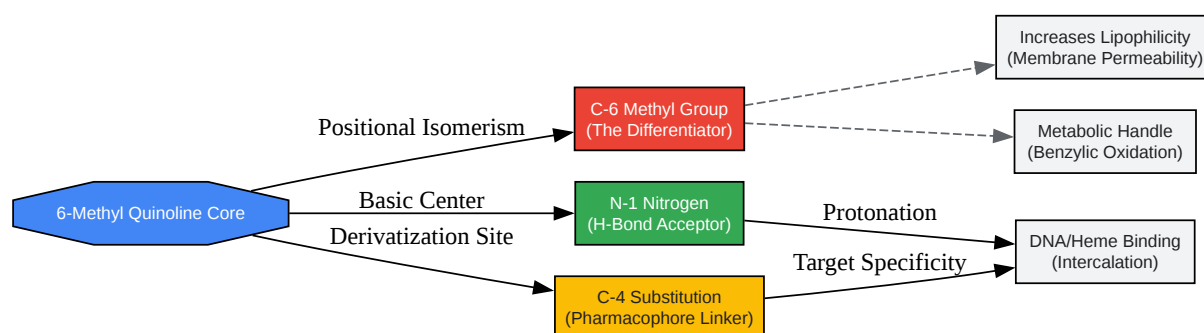 Increases Lipophilicity
(Membrane Permeability)
C-6 Methyl Group
(The Differentiator)
Positional Isomerism
Metabolic Handle
(Benzylic Oxidation)
6-Methyl Quinoline Core
Basic Center
N-1 Nitrogen
(H-Bond Acceptor)
Protonation
Derivatization Site
DNA/Heme Binding
(Intercalation)
Target Specificity
C-4 Substitution
(Pharmacophore Linker)